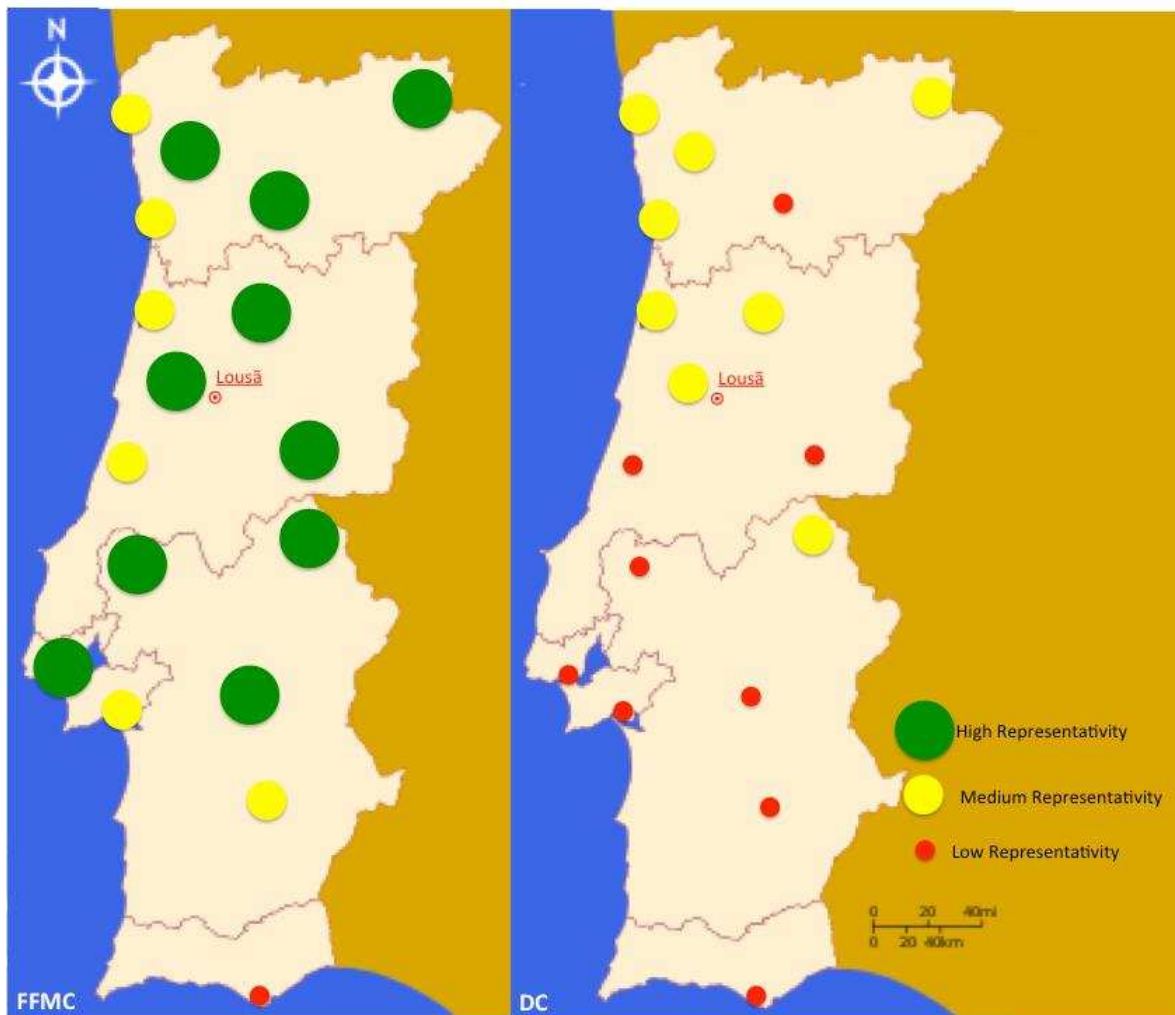 N
Lousã
Lousã
High Representativity
Medium Representativity
Low Representativity
0 20 40mi
0 20 40km
FFMC
DC